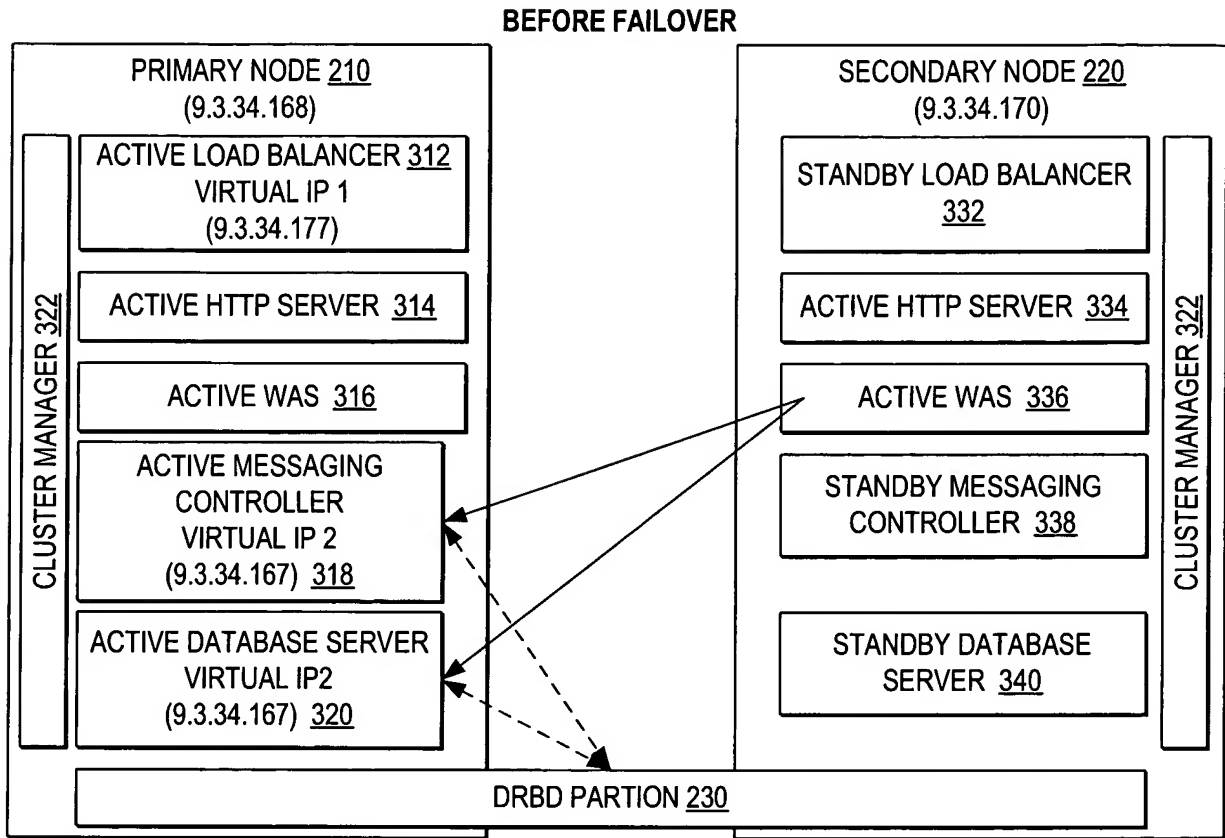 BEFORE FAILOVER
PRIMARY NODE 210
(9.3.34.168)
CLUSTER MANAGER 322
ACTIVE LOAD BALANCER 312
VIRTUAL IP 1
(9.3.34.177)
ACTIVE HTTP SERVER 314
ACTIVE WAS 316
ACTIVE MESSAGING
CONTROLLER
VIRTUAL IP 2
(9.3.34.167) 318
ACTIVE DATABASE SERVER
VIRTUAL IP2
(9.3.34.167) 320
SECONDARY NODE 220
(9.3.34.170)
STANDBY LOAD BALANCER
332
ACTIVE HTTP SERVER 334
ACTIVE WAS 336
STANDBY MESSAGING
CONTROLLER 338
STANDBY DATABASE
SERVER 340
CLUSTER MANAGER 322
DRBD PARTION 230